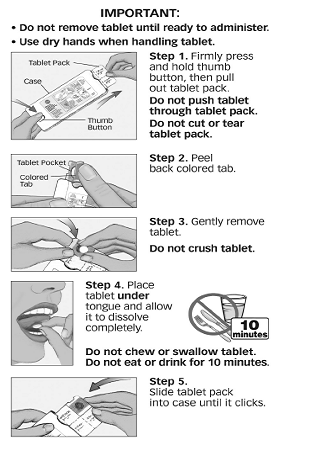 IMPORTANT:
• Do not remove tablet until ready to administer.
• Use dry hands when handling tablet.
Tablet Pack
Case
Thumb
Button
Step 1. Firmly press
and hold thumb
button, then pull
out tablet pack.
Do not push tablet
through tablet pack.
Do not cut or tear
tablet pack.
Tablet Pocket
Colored
Tab
Step 2. Peel
back colored tab.
Step 3. Gently remove
tablet.
Do not crush tablet.
Step 4. Place
tablet under
tongue and allow
it to dissolve
completely.
10
minutes
Do not chew or swallow tablet.
Do not eat or drink for 10 minutes.
Step 5.
Slide tablet pack
into case until it clicks.